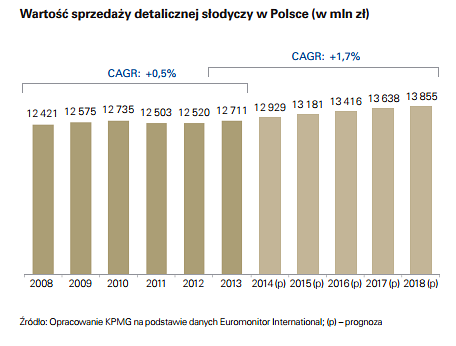 Wartość sprzedaży detalicznej słodyczy w Polsce (w mln zł)
CAGR: +1,7%
CAGR: +0,5%
12 421 12 575 12 735 12 503 12 520 12 711 12 929 13 181 13 416 13 638 13 855
2008 2009 2010 2011 2012 2013 2014 (p) 2015 (p) 2016 (p) 2017 (p) 2018 (p)
Źródło: Opracowanie KPMG na podstawie danych Euromonitor International; (p) – prognoza